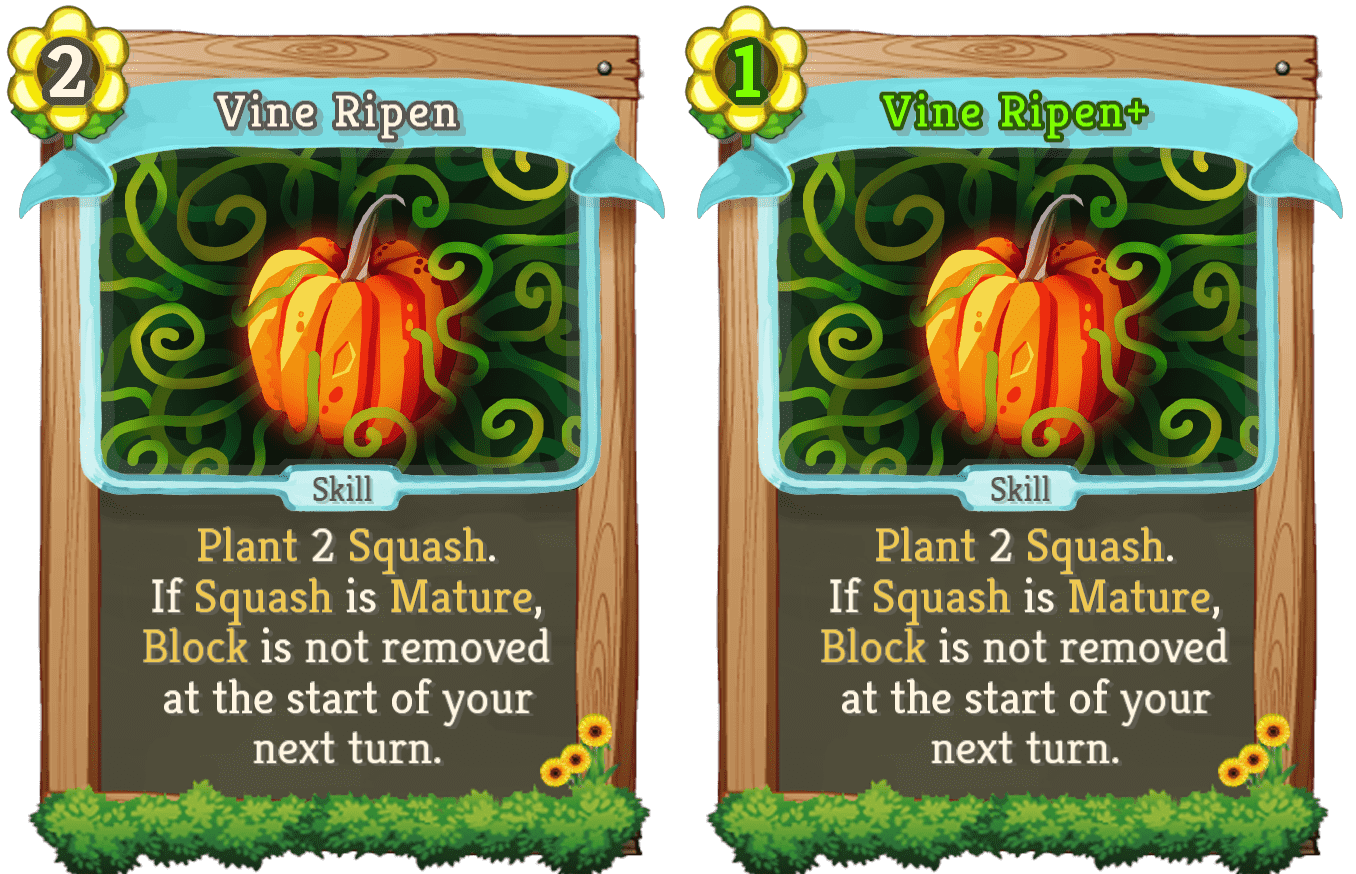 2
Vine Ripen
Skill
Plant 2 Squash.
If Squash is Mature,
Block is not removed
at the start of your
next turn.
1
Vine Ripen+
Skill
Plant 2 Squash.
If Squash is Mature,
Block is not removed
at the start of your
next turn.